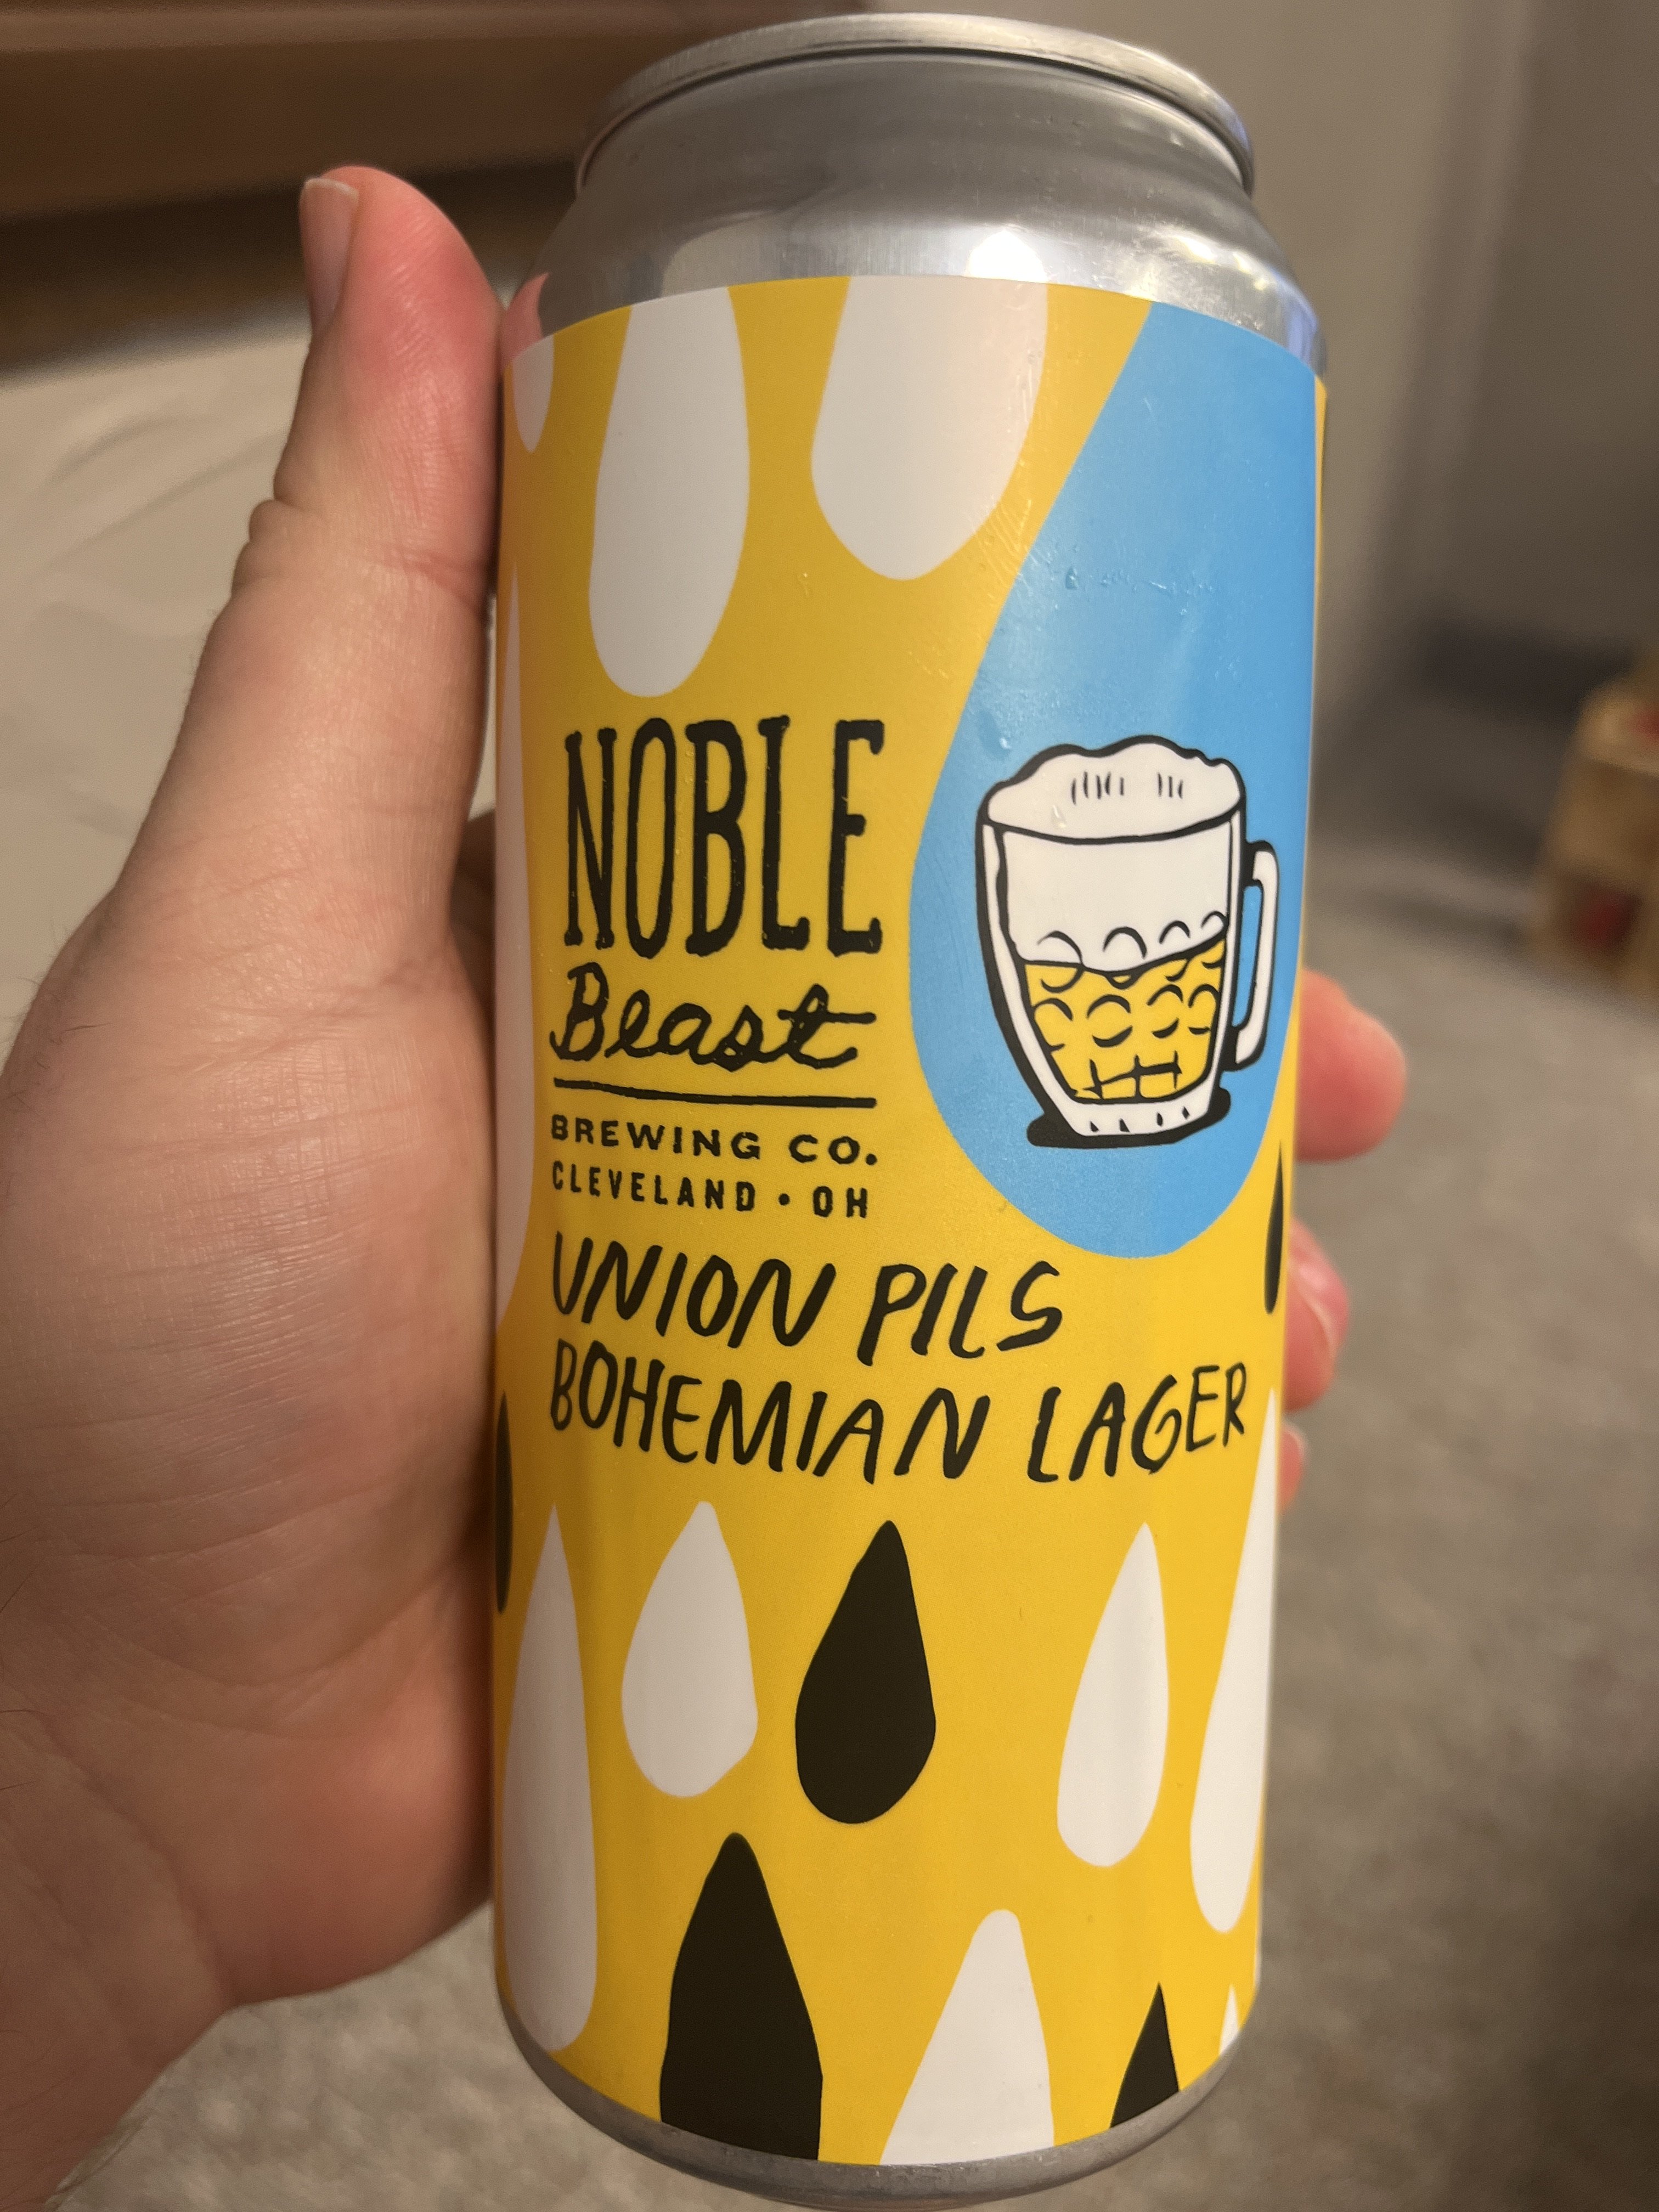 NOBLE
Beast
BREWING CO.
CLEVELAND • OH
UNION PILS
BOHEMIAN LAGER